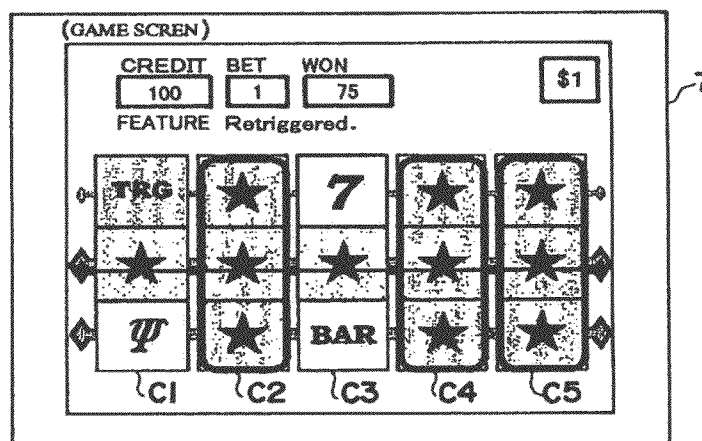 (GAME SCREN)
CREDIT BET WON
100 1 75 $1
FEATURE Retriggered.
TRG 7
BAR
C1 C2 C3 C4 C5